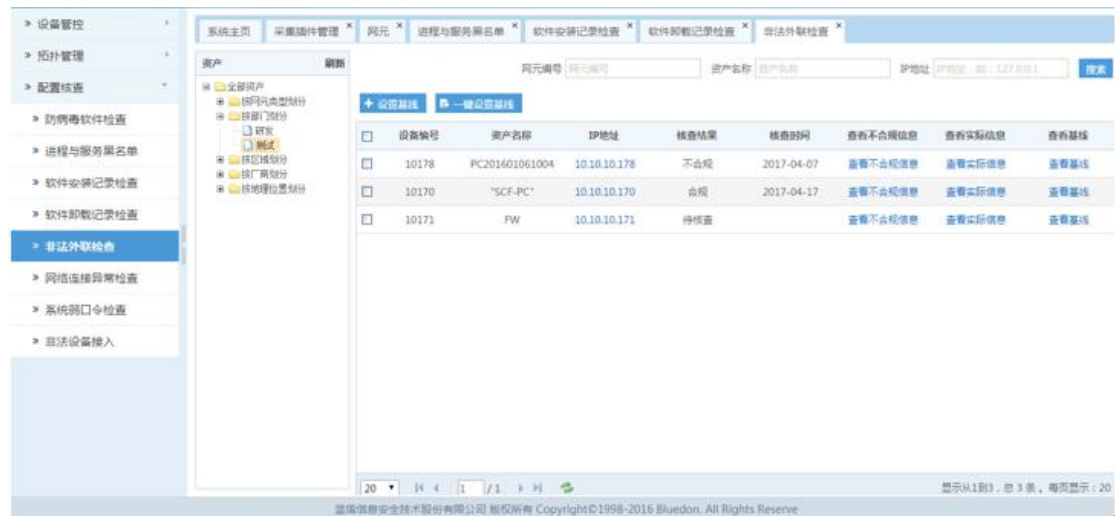 设备管控
拓扑管理
配置核查
防病毒软件检查
进程与服务黑名单
软件安装记录检查
软件卸载记录检查
非法外联检查
网络连接异常检查
系统弱口令检查
非法设备接入
系统主页 采集插件管理 网元 进程与服务黑名单 软件安装记录检查 软件卸载记录检查 非法外联检查
资产 刷新
全部资产
按网元类型划分
按部门划分
研发
测试
按区域划分
按厂商划分
按地理位置划分
网元编号 网元编号 资产名称 资产名称 IP地址 IP地址，如：127.0.0.1 搜索
设置基线 一键设置基线
设备编号 资产名称 IP地址 核查结果 核查时间 查看不合规信息 查看实际信息 查看基线
10178 PC201601061004 10.10.10.178 不合规 2017-04-07 查看不合规信息 查看实际信息 查看基线
10170 "SCF-PC" 10.10.10.170 合规 2017-04-17 查看不合规信息 查看实际信息 查看基线
10171 FW 10.10.10.171 待核查 查看不合规信息 查看实际信息 查看基线
20 1 /1 显示从1到3，总 3 条，每页显示：20
蓝盾信息安全技术股份有限公司 版权所有 Copyright©1998-2016 Bluedon. All Rights Reserve